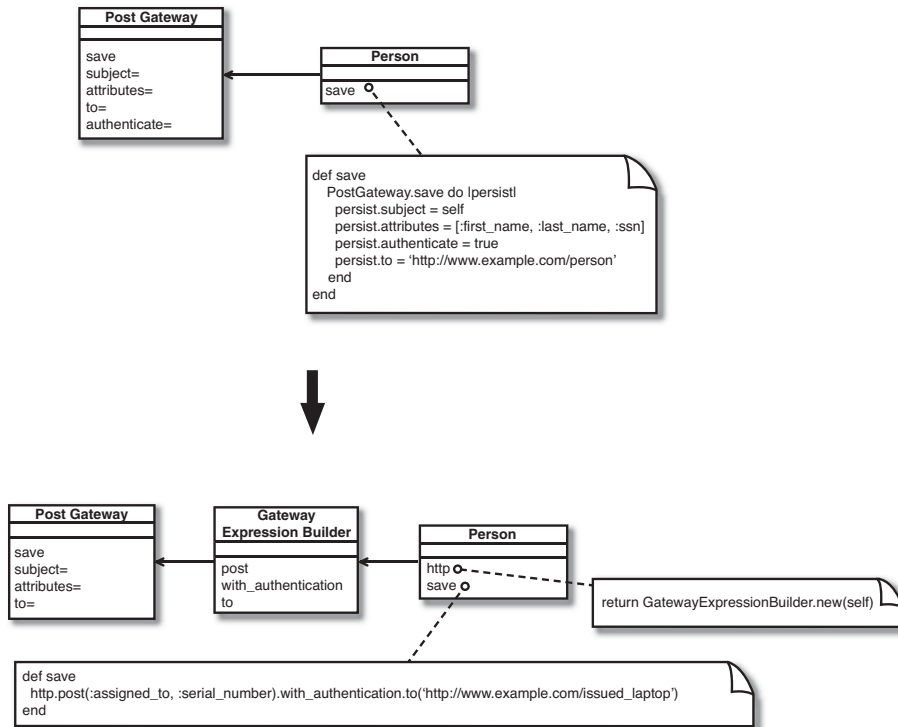 Post Gateway
save
subject=
attributes=
to=
authenticate=
Person
save
def save
PostGateway.save do |persist|
persist.subject = self
persist.attributes = [:first_name, :last_name, :ssn]
persist.authenticate = true
persist.to = ‘http://www.example.com/person’
end
end
Post Gateway
save
subject=
attributes=
to=
Gateway
Expression Builder
post
with_authentication
to
Person
http
save
return GatewayExpressionBuilder.new(self)
def save
http.post(:assigned_to, :serial_number).with_authentication.to(‘http://www.example.com/issued_laptop’)
end